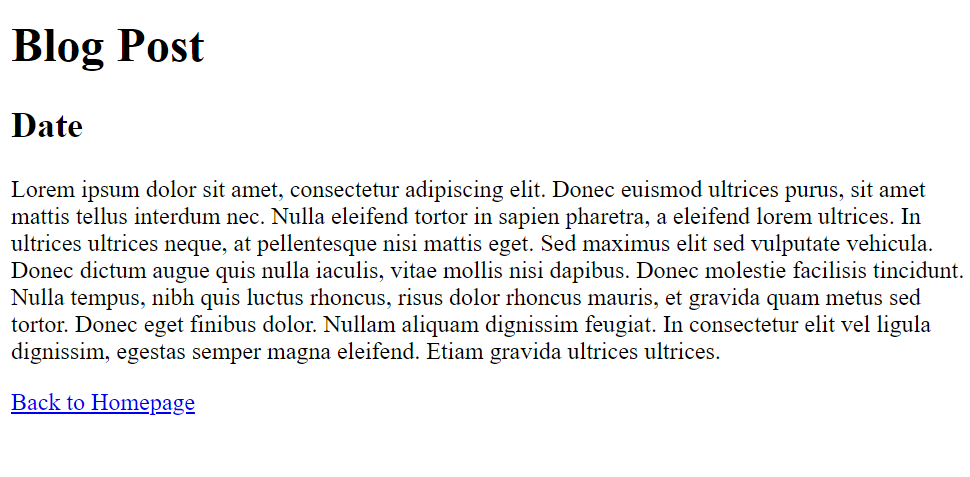 Blog Post
Date
Lorem ipsum dolor sit amet, consectetur adipiscing elit. Donec euismod ultrices purus, sit amet
mattis tellus interdum nec. Nulla eleifend tortor in sapien pharetra, a eleifend lorem ultrices. In
ultrices ultrices neque, at pellentesque nisi mattis eget. Sed maximus elit sed vulputate vehicula.
Donec dictum augue quis nulla iaculis, vitae mollis nisi dapibus. Donec molestie facilisis tincidunt.
Nulla tempus, nibh quis luctus rhoncus, risus dolor rhoncus mauris, et gravida quam metus sed
tortor. Donec eget finibus dolor. Nullam aliquam dignissim feugiat. In consectetur elit vel ligula
dignissim, egestas semper magna eleifend. Etiam gravida ultrices ultrices.
Back to Homepage